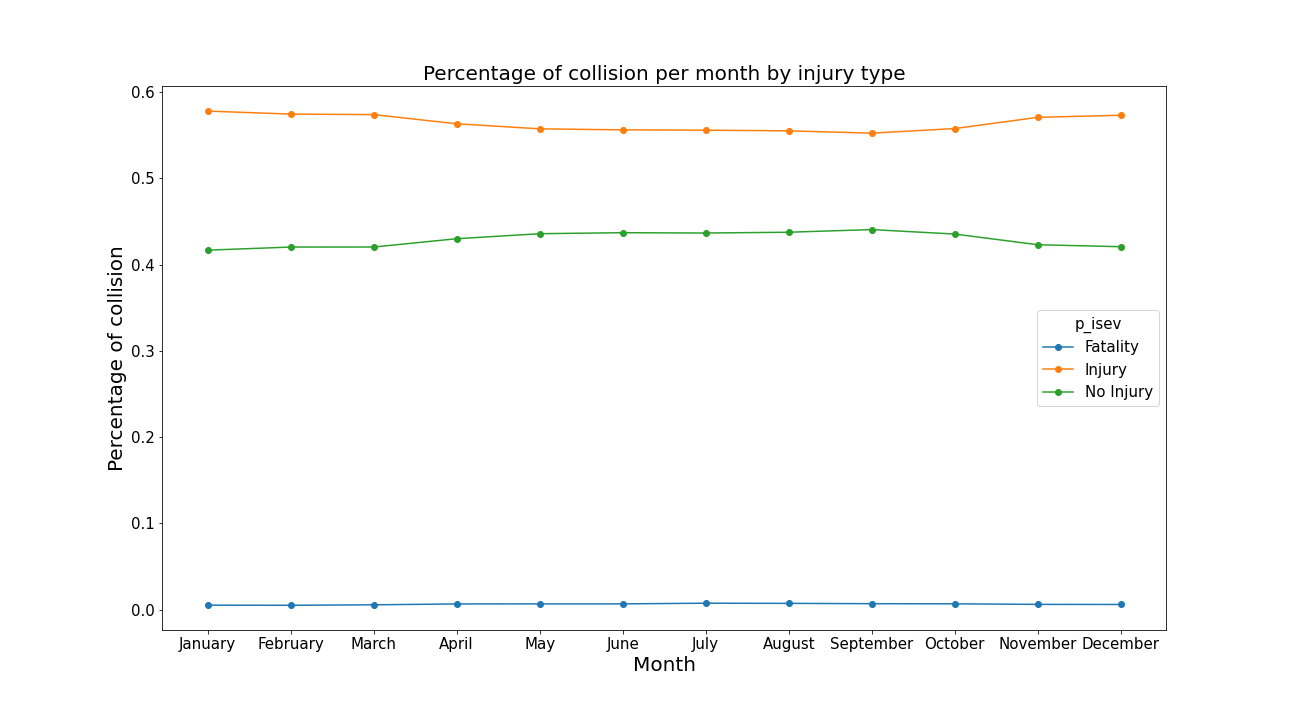 Percentage of collision per month by injury type
Percentage of collision
0.6
0.5
0.4
0.3
0.2
0.1
0.0
p_isev
Fatality
Injury
No Injury
January February March April May June July August September October November December
Month